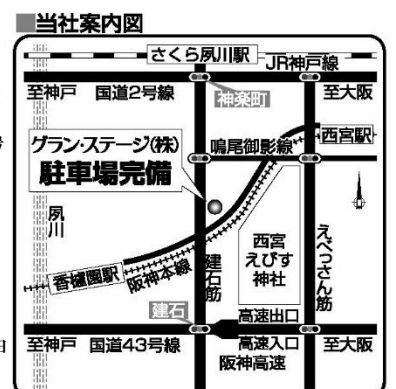 当社案内図
さくら夙川駅
JR神戸線
至神戸 国道2号線
神楽町
至大阪
西宮駅
グラン・ステージ(株)
駐車場完備
鳴尾御影線
夙川
香櫨園駅
阪神本線
建石筋
西宮
えびす
神社
えべっさん筋
建石
高速出口
至神戸 国道43号線
高速入口
至大阪
阪神高速